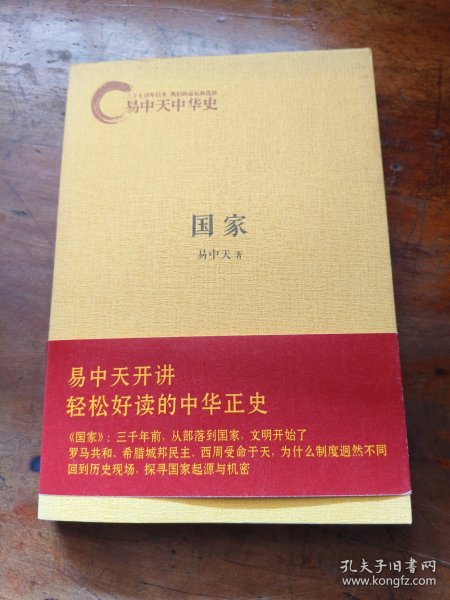 三千七百年以来 我们的命运和选择
易中天中华史
国家
易中天 著
易中天开讲
轻松好读的中华正史
《国家》：三千年前，从部落到国家，文明开始了
罗马共和，希腊城邦民主，西周受命于天，为什么制度迥然不同
回到历史现场，探寻国家起源与机密
孔夫子旧书网
www.kongfz.com